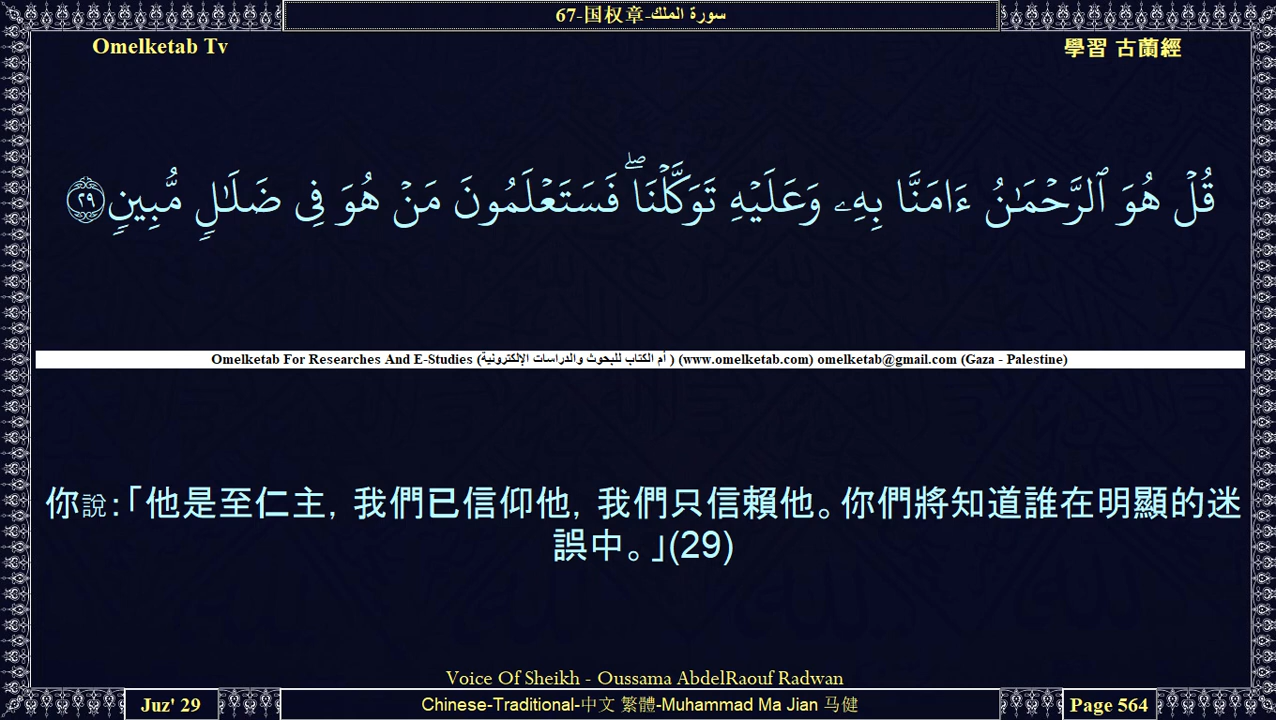 67-国权章-سورة الملك
Omelketab Tv
學習 古蘭經
قُلۡ هُوَ ٱلرَّحۡمَـٰنُ ءَامَنَّا بِهِۦ وَعَلَيۡهِ تَوَكَّلۡنَاۖ فَسَتَعۡلَمُونَ مَنۡ هُوَ فِى ضَلَـٰلٍ۬ مُّبِينٍ۬ ٢٩
Omelketab For Researches And E-Studies (أم الكتاب للبحوث والدراسات الإلكترونية ) (www.omelketab.com) omelketab@gmail.com (Gaza - Palestine)
你說:「他是至仁主, 我們已信仰他, 我們只信賴他。你們將知道誰在明顯的迷
誤中。」(29)
Voice Of Sheikh - Oussama AbdelRaouf Radwan
Juz' 29
Chinese-Traditional-中文 繁體-Muhammad Ma Jian 马健
Page 564